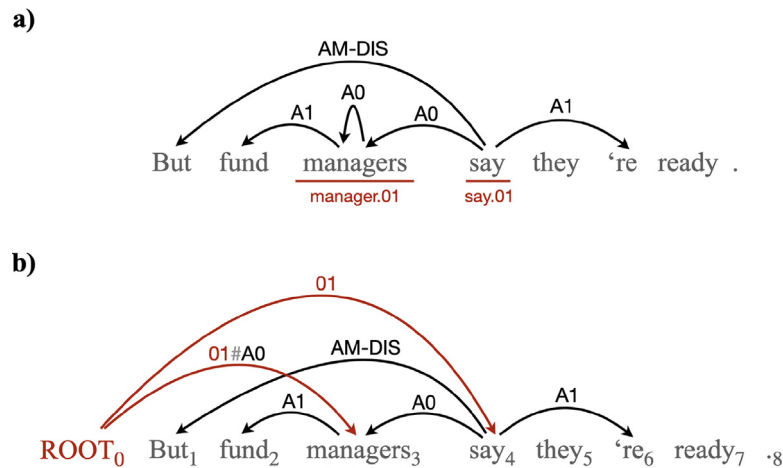 a)
AM-DIS
A0
A1 A0 A1
But fund managers say they ‘re ready .
manager.01 say.01
b)
01
01#A0 AM-DIS
A1 A0 A1
ROOT0 But1 fund2 managers3 say4 they5 ‘re6 ready7 .8